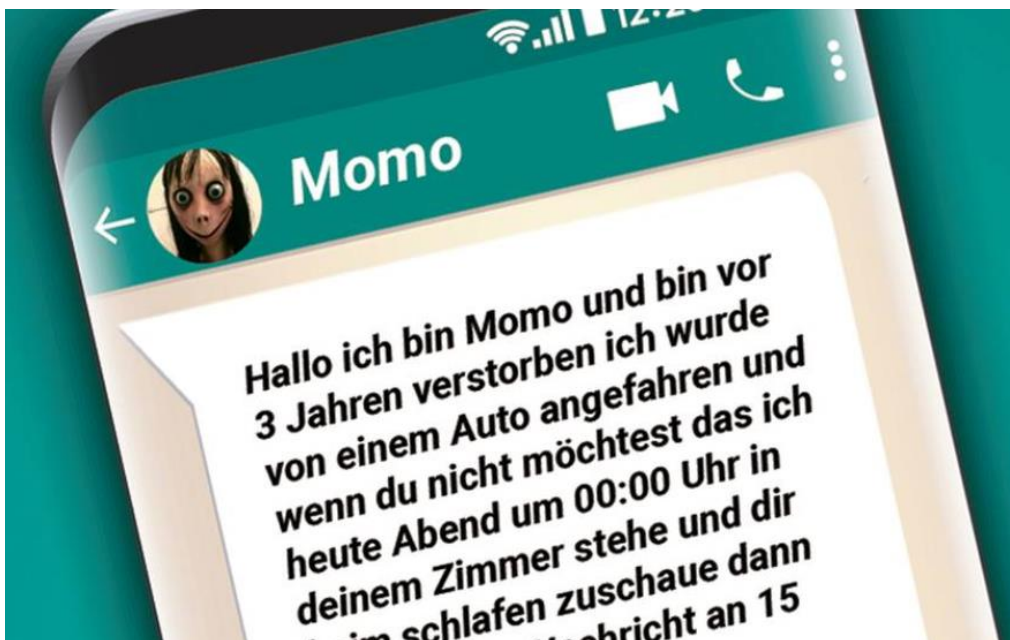 Momo
Hallo ich bin Momo und bin vor
3 Jahren verstorben ich wurde
von einem Auto angefahren und
wenn du nicht möchtest das ich
heute Abend um 00:00 Uhr in
deinem Zimmer stehe und dir
schlafen zuschaue dann
an 15